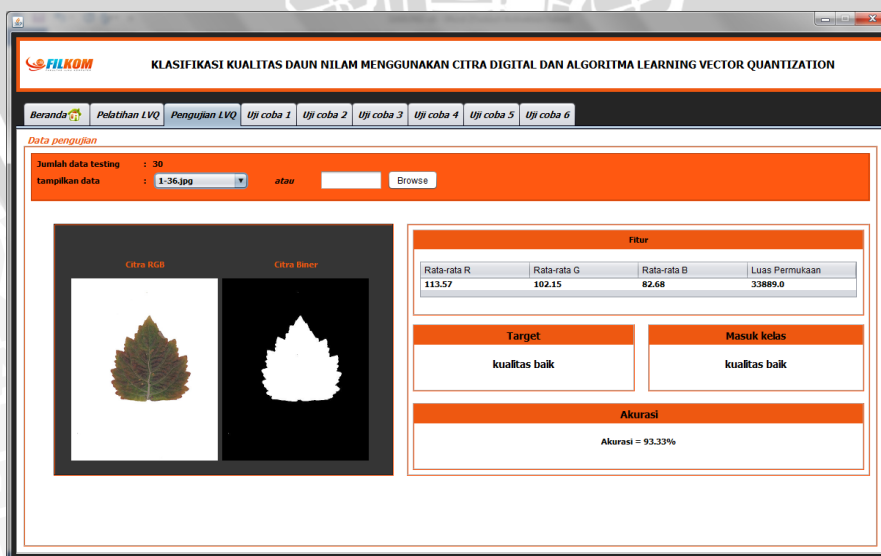 FILKOM
KLASIFIKASI KUALITAS DAUN NILAM MENGGUNAKAN CITRA DIGITAL DAN ALGORITMA LEARNING VECTOR QUANTIZATION
Beranda Pelatihan LVQ Pengujian LVQ Uji coba 1 Uji coba 2 Uji coba 3 Uji coba 4 Uji coba 5 Uji coba 6
Data pengujian
Jumlah data testing : 30
tampilkan data : 1-36.jpg atau Browse
Citra RGB Citra Biner
Fitur
Rata-rata R Rata-rata G Rata-rata B Luas Permukaan
113.57 102.15 82.68 33889.0
Target Masuk kelas
kualitas baik kualitas baik
Akurasi
Akurasi = 93.33%